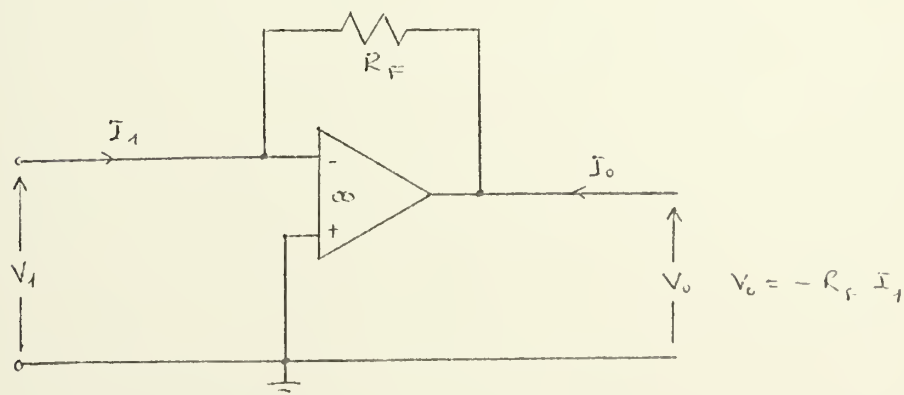 R_F
I_1
-
∞
+
I_0
V_1
V_0
V_0 = - R_F I_1